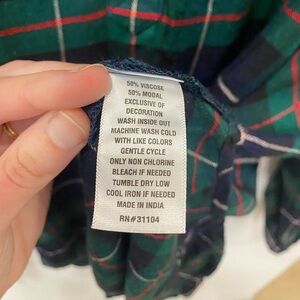 50% VISCOSE
50% MODAL
EXCLUSIVE OF
DECORATION
WASH INSIDE OUT
MACHINE WASH COLD
WITH LIKE COLORS
GENTLE CYCLE
ONLY NON CHLORINE
BLEACH IF NEEDED
TUMBLE DRY LOW
COOL IRON IF NEEDED
MADE IN INDIA
RN#31104